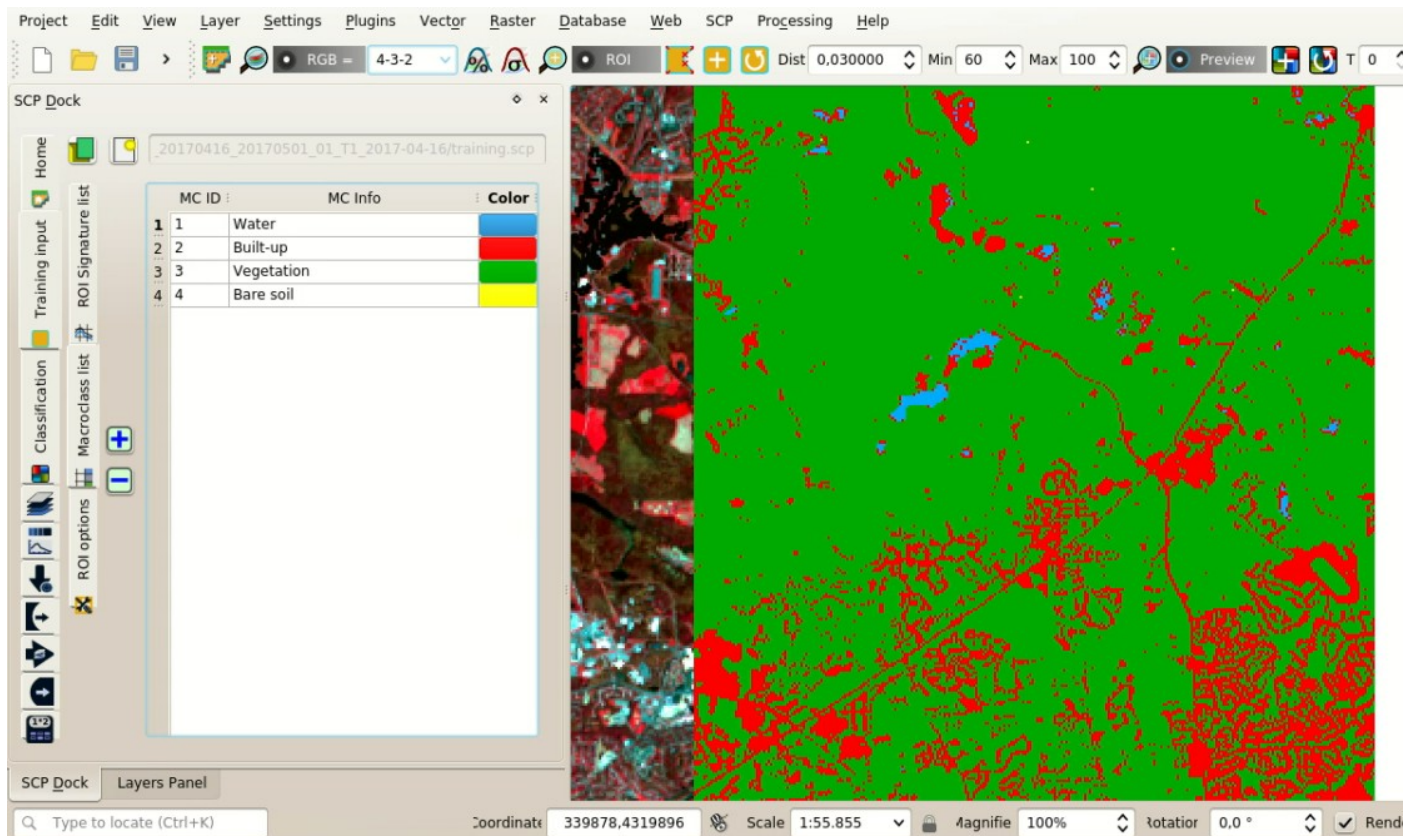 Project Edit View Layer Settings Plugins Vector Raster Database Web SCP Processing Help
RGB = 4-3-2 ROI Dist 0,030000 Min 60 Max 100 Preview T 0
SCP Dock
_20170416_20170501_01_T1_2017-04-16/training.scp
Home
Training input
Classification
ROI Signature list
Macroclass list
ROI options
MC ID MC Info Color
1 1 Water
2 2 Built-up
3 3 Vegetation
4 4 Bare soil
SCP Dock Layers Panel
Type to locate (Ctrl+K) Coordinate 339878,4319896 Scale 1:55.855 Magnifie 100% Rotation 0,0 ° Rend